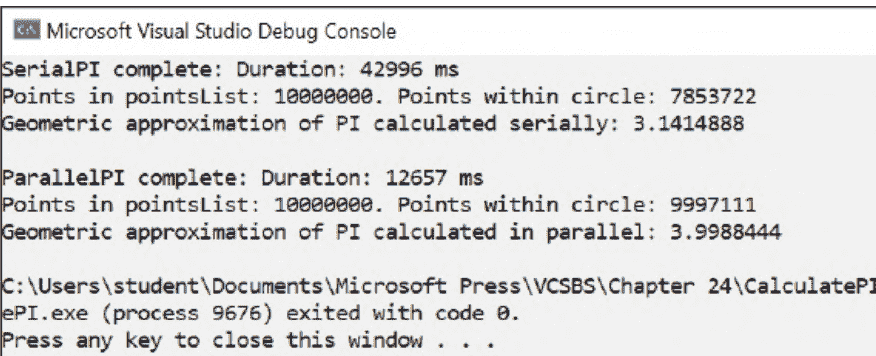 Microsoft Visual Studio Debug Console
SerialPI complete: Duration: 42996 ms
Points in pointsList: 10000000. Points within circle: 7853722
Geometric approximation of PI calculated serially: 3.1414888
ParallelPI complete: Duration: 12657 ms
Points in pointsList: 10000000. Points within circle: 9997111
Geometric approximation of PI calculated in parallel: 3.9988444
C:\Users\student\Documents\Microsoft Press\VCSBS\Chapter 24\CalculatePI
ePI.exe (process 9676) exited with code 0.
Press any key to close this window . . .